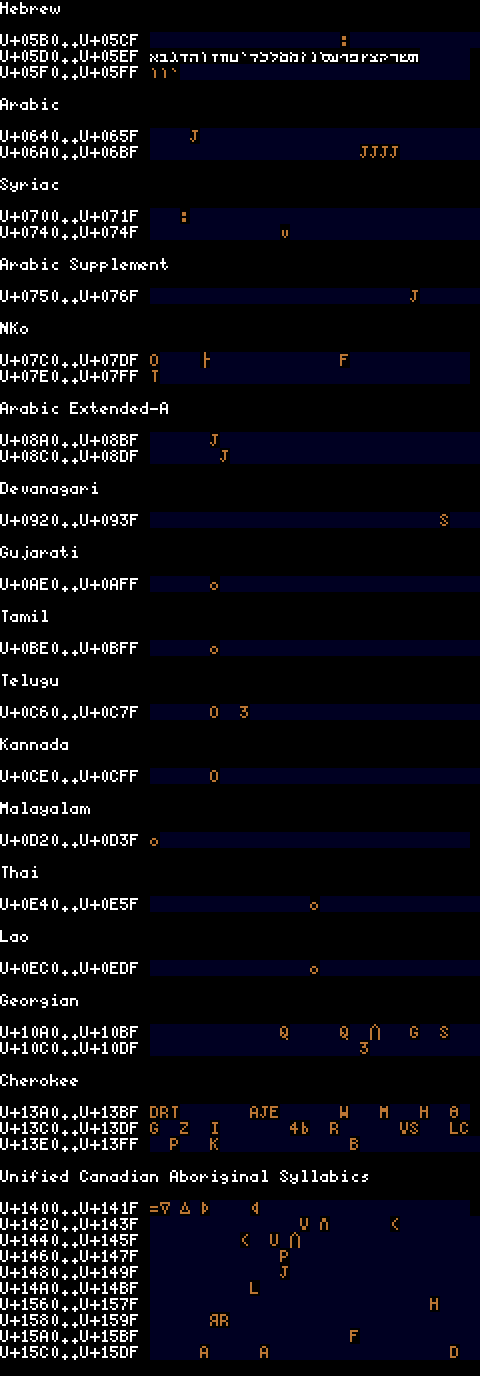 Hebrew
U+05B0..U+05CF :
U+05D0..U+05EF אבגדהוזחטיךכלםמןנסעףפץצקרשת
U+05F0..U+05FF װױײ
Arabic
U+0640..U+065F J
U+06A0..U+06BF JJJJ
Syriac
U+0700..U+071F :
U+0740..U+074F v
Arabic Supplement
U+0750..U+076F J
NKo
U+07C0..U+07DF O ├ F
U+07E0..U+07FF T
Arabic Extended-A
U+08A0..U+08BF J
U+08C0..U+08DF J
Devanagari
U+0920..U+093F S
Gujarati
U+0AE0..U+0AFF o
Tamil
U+0BE0..U+0BFF o
Telugu
U+0C60..U+0C7F O 3
Kannada
U+0CE0..U+0CFF O
Malayalam
U+0D20..U+0D3F o
Thai
U+0E40..U+0E5F o
Lao
U+0EC0..U+0EDF o
Georgian
U+10A0..U+10BF Q Q ⋂ G S
U+10C0..U+10DF 3
Cherokee
U+13A0..U+13BF DRT AJE W M H θ
U+13C0..U+13DF G Z I 4b R VS LC
U+13E0..U+13FF P K B
Unified Canadian Aboriginal Syllabics
U+1400..U+141F =ᐁ ᐃ ᐅ ᐊ
U+1420..U+143F ᐯ ᐱ ᐸ
U+1440..U+145F ᑉ ᑌ ᑎ
U+1460..U+147F P
U+1480..U+149F J
U+14A0..U+14BF L
U+1560..U+157F H
U+1580..U+159F ЯR
U+15A0..U+15BF F
U+15C0..U+15DF A A D